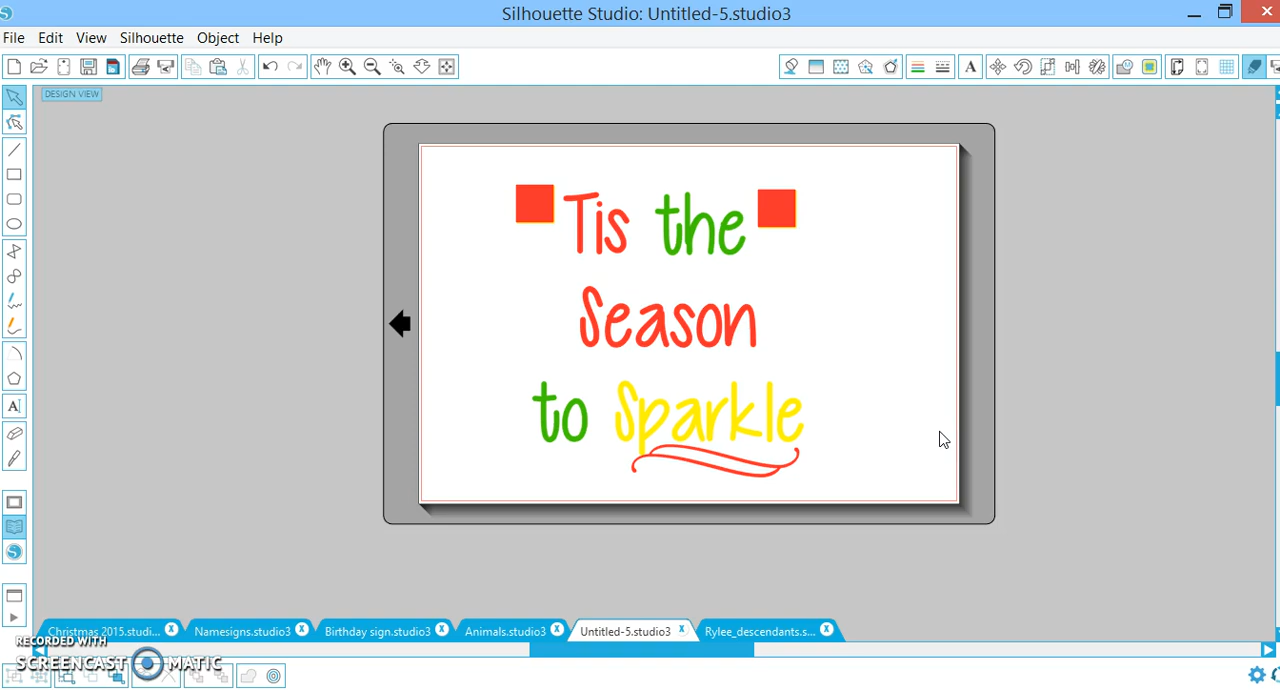 Silhouette Studio: Untitled-5.studio3
File Edit View Silhouette Object Help
DESIGN VIEW
Tis the
Season
to Sparkle
Christmas 2015.studi... Namesigns.studio3 Birthday sign.studio3 Animals.studio3 Untitled-5.studio3 Rylee_descendants.s...
RECORDED WITH
SCREENCAST MATIC